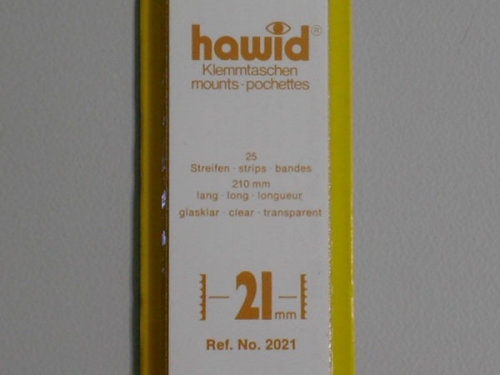 hawid®
Klemmtaschen
mounts · pochettes
25
Streifen · strips · bandes
210 mm
lang · long · longueur
glasklar · clear · transparent
21 mm
Ref. No. 2021